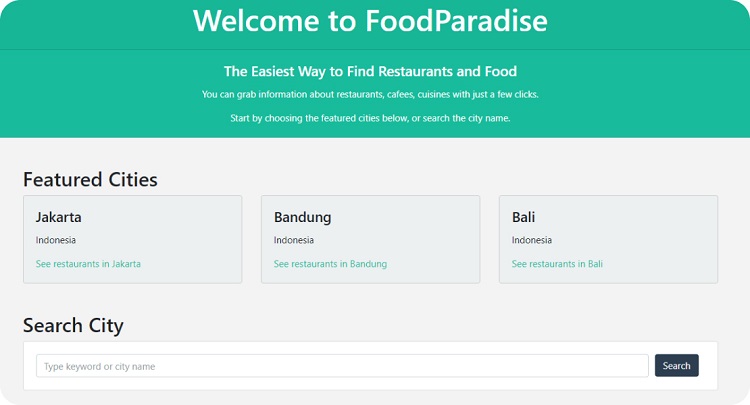 Welcome to FoodParadise
The Easiest Way to Find Restaurants and Food
You can grab information about restaurants, cafees, cuisines with just a few clicks.
Start by choosing the featured cities below, or search the city name.
Featured Cities
Jakarta
Indonesia
See restaurants in Jakarta
Bandung
Indonesia
See restaurants in Bandung
Bali
Indonesia
See restaurants in Bali
Search City
Type keyword or city name
Search